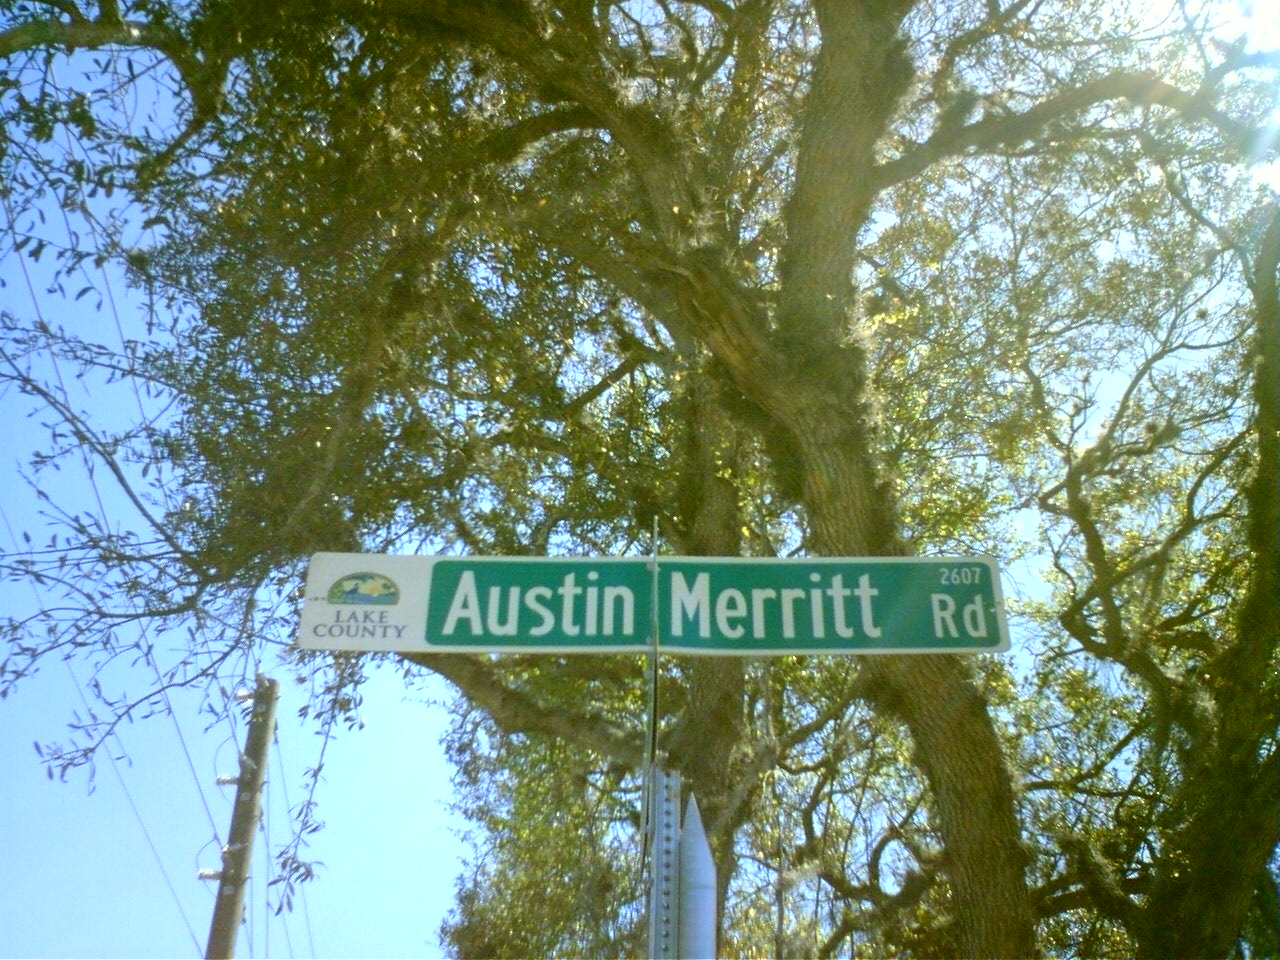 LAKE
COUNTY
Austin Merritt Rd
2607